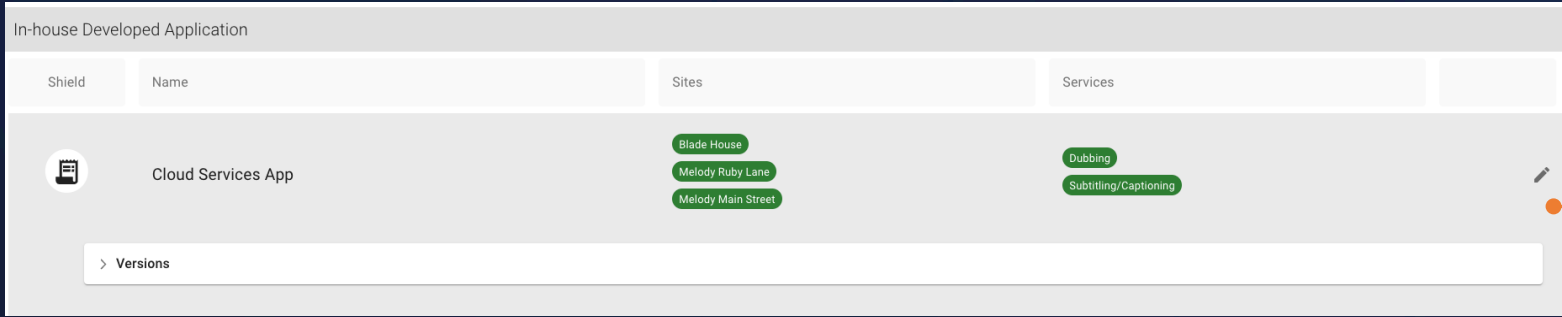 In-house Developed Application
Shield
Name
Sites
Services
Cloud Services App
Blade House
Melody Ruby Lane
Melody Main Street
Dubbing
Subtitling/Captioning
Versions